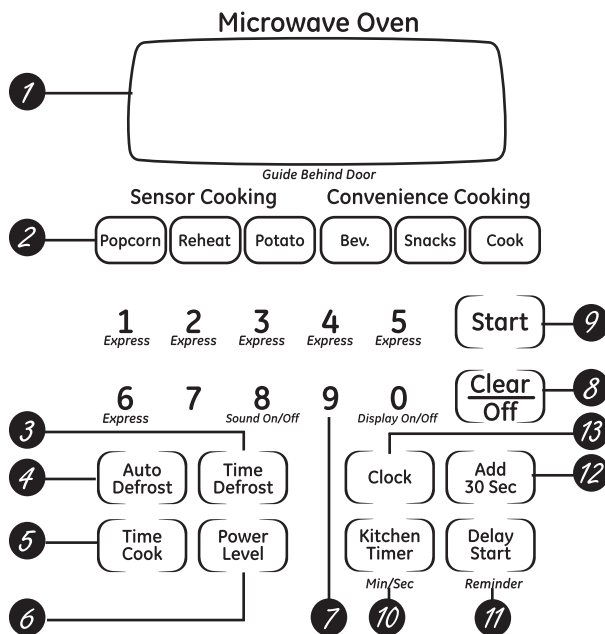 Microwave Oven
1
Guide Behind Door
Sensor Cooking Convenience Cooking
2 Popcorn Reheat Potato Bev. Snacks Cook
1 2 3 4 5 Start 9
Express Express Express Express Express
6 7 8 9 0 Clear 8
Express Sound On/Off Display On/Off Off
3 13
4 Auto Time Clock Add 12
Defrost Defrost 30 Sec
5 Time Power Kitchen Delay
Cook Level Timer Start
Min/Sec Reminder
6 7 10 11